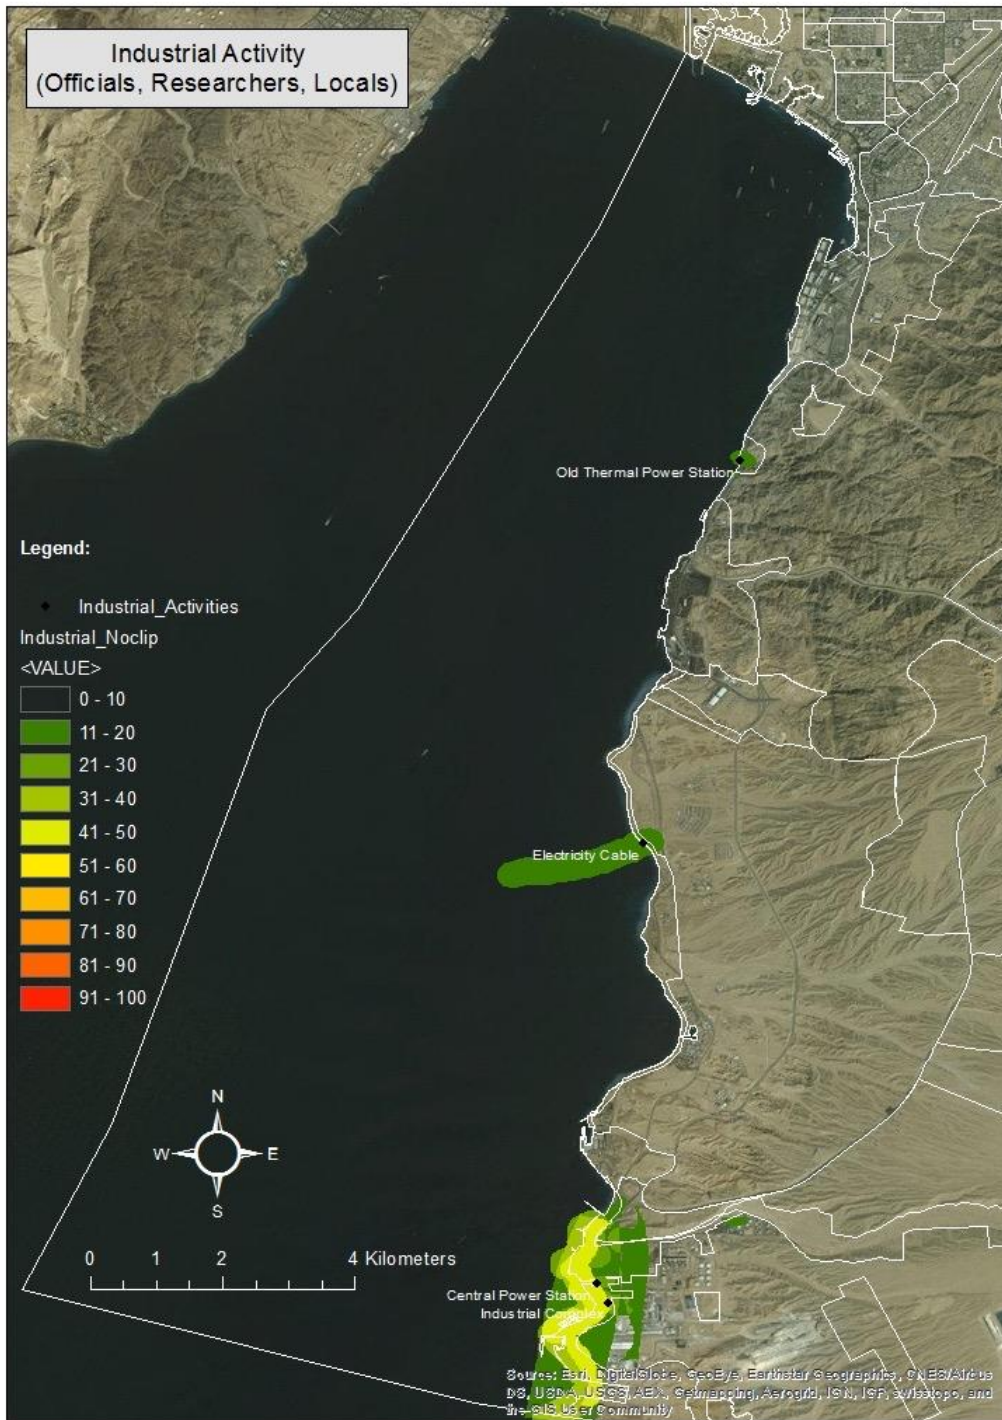 Industrial Activity
(Officials, Researchers, Locals)
Old Thermal Power Station
Legend:
Industrial_Activities
Industrial_Noclip
<VALUE>
0 - 10
11 - 20
21 - 30
31 - 40
41 - 50
51 - 60
61 - 70
71 - 80
81 - 90
91 - 100
Electricity Cable
N
W
E
S
0 1 2 4 Kilometers
Central Power Station
Industrial Complex
Source: Esri, DigitalGlobe, GeoEye, Earthstar Geographics, CNES/Airbus
DS, USDA, USGS, AEX, Getmapping, Aerogrid, IGN, IGP, swisstopo, and
the GIS User Community